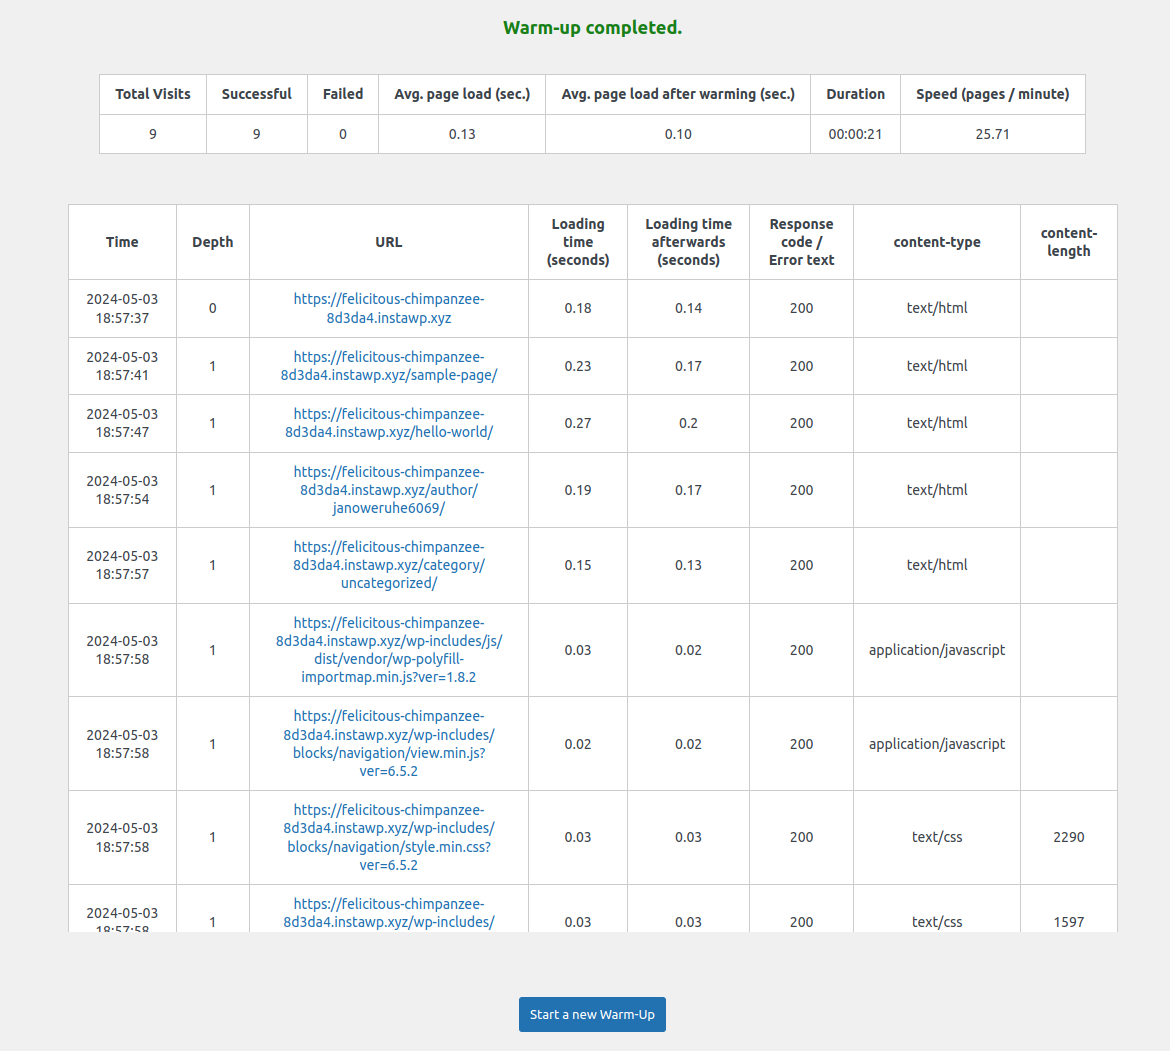 Warm-up completed.
Total Visits Successful Failed Avg. page load (sec.) Avg. page load after warming (sec.) Duration Speed (pages / minute)
9 9 0 0.13 0.10 00:00:21 25.71
Time Depth URL Loading time (seconds) Loading time afterwards (seconds) Response code / Error text content-type content-length
2024-05-03
18:57:37
0
https://felicitous-chimpanzee-
8d3da4.instawp.xyz
0.18 0.14 200 text/html
2024-05-03
18:57:41
1
https://felicitous-chimpanzee-
8d3da4.instawp.xyz/sample-page/
0.23 0.17 200 text/html
2024-05-03
18:57:47
1
https://felicitous-chimpanzee-
8d3da4.instawp.xyz/hello-world/
0.27 0.2 200 text/html
2024-05-03
18:57:54
1
https://felicitous-chimpanzee-
8d3da4.instawp.xyz/author/
janoweruhe6069/
0.19 0.17 200 text/html
2024-05-03
18:57:57
1
https://felicitous-chimpanzee-
8d3da4.instawp.xyz/category/
uncategorized/
0.15 0.13 200 text/html
2024-05-03
18:57:58
1
https://felicitous-chimpanzee-
8d3da4.instawp.xyz/wp-includes/js/
dist/vendor/wp-polyfill-
importmap.min.js?ver=1.8.2
0.03 0.02 200 application/javascript
2024-05-03
18:57:58
1
https://felicitous-chimpanzee-
8d3da4.instawp.xyz/wp-includes/
blocks/navigation/view.min.js?
ver=6.5.2
0.02 0.02 200 application/javascript
2024-05-03
18:57:58
1
https://felicitous-chimpanzee-
8d3da4.instawp.xyz/wp-includes/
blocks/navigation/style.min.css?
ver=6.5.2
0.03 0.03 200 text/css 2290
2024-05-03
18:57:58
1
https://felicitous-chimpanzee-
8d3da4.instawp.xyz/wp-includes/
0.03 0.03 200 text/css 1597
Start a new Warm-Up